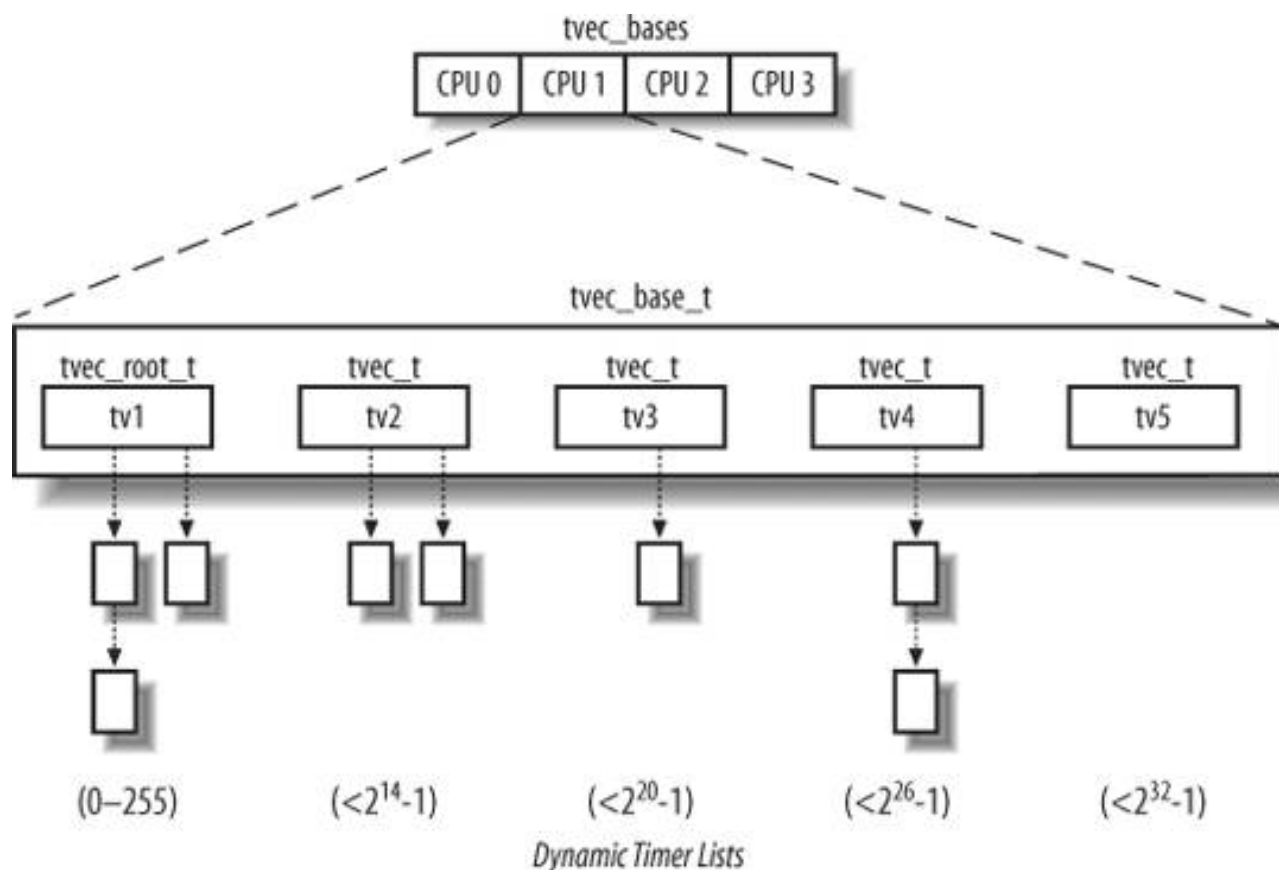 tvec_bases
CPU 0 CPU 1 CPU 2 CPU 3
tvec_base_t
tvec_root_t tvec_t tvec_t tvec_t tvec_t
tv1 tv2 tv3 tv4 tv5
(0–255) (<2¹⁴-1) (<2²⁰-1) (<2²⁶-1) (<2³²-1)
Dynamic Timer Lists